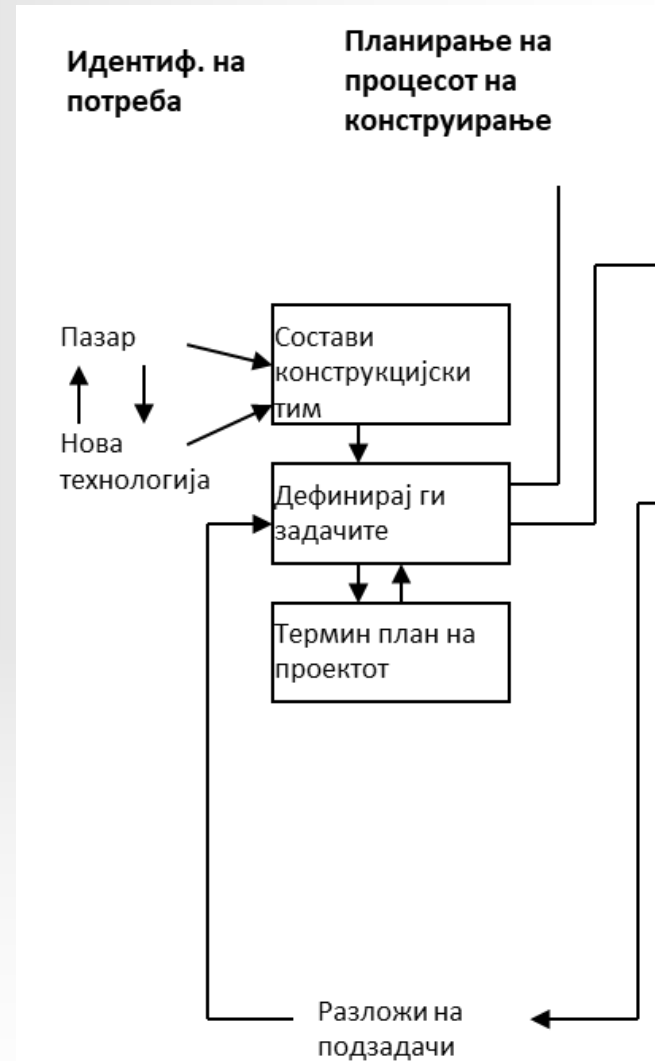 Идентиф. на
потреба
Планирање на
процесот на
конструирање
Пазар
Нова
технологија
Состави
конструкцијски
тим
Дефинирај ги
задачите
Термин план на
проектот
Разложи на
подзадачи